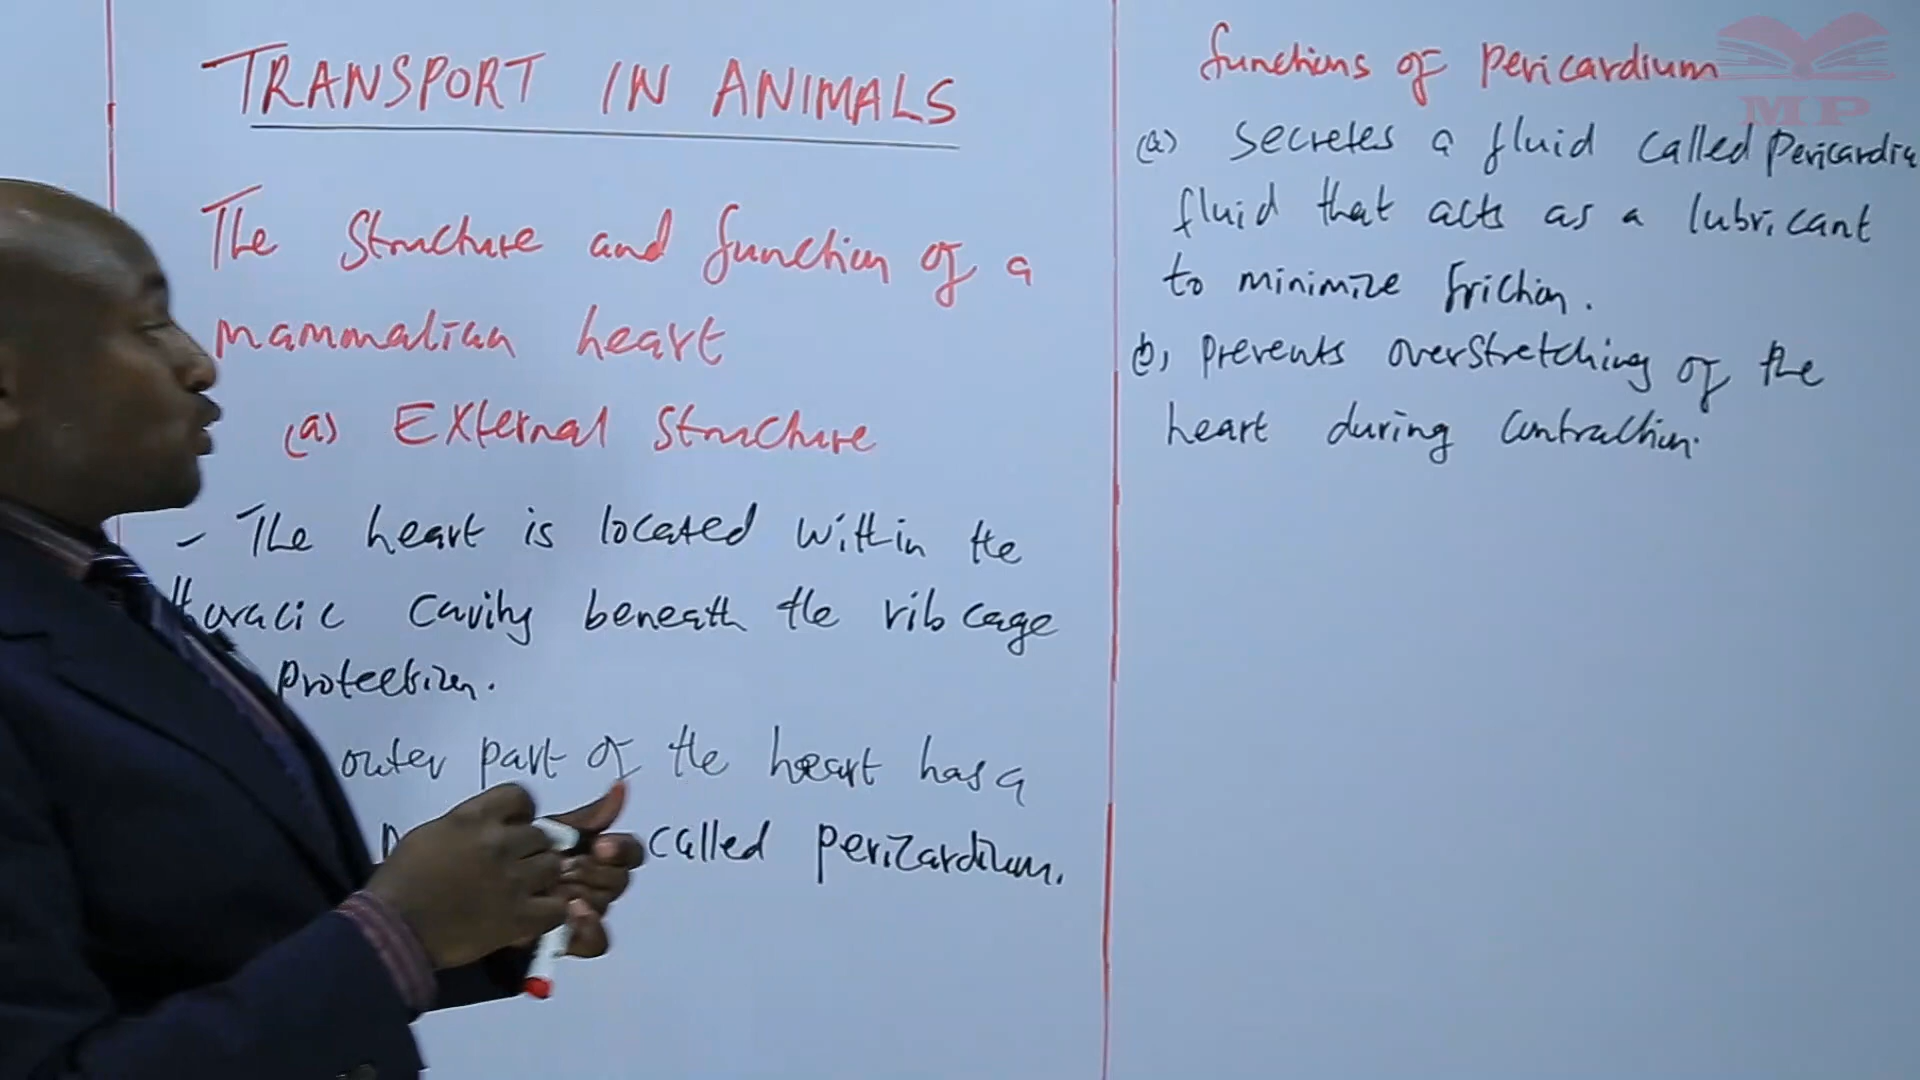 TRANSPORT IN ANIMALS
The structure and function of a
mammalian heart
(a) External structure
- The heart is located within the
thoracic cavity beneath the rib cage
protection.
outer part of the heart has a
called pericardium.
functions of pericardium
(a) secretes a fluid called pericardia
fluid that acts as a lubricant
to minimize friction.
b, prevents overstretching of the
heart during contraction.
MP